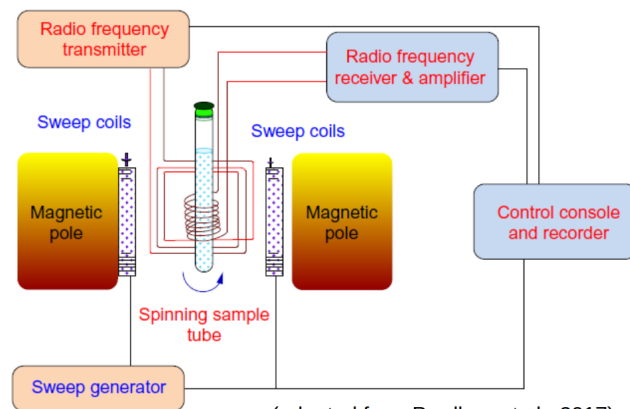 Radio frequency
transmitter
Radio frequency
receiver & amplifier
Sweep coils
Sweep coils
Magnetic
pole
Magnetic
pole
Control console
and recorder
Spinning sample
tube
Sweep generator